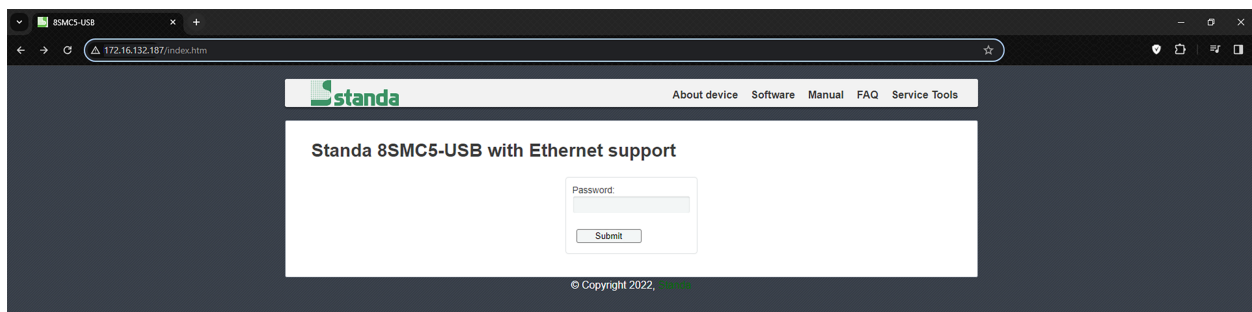 8SMC5-USB
172.16.132.187/index.htm
standa
About device Software Manual FAQ Service Tools
Standa 8SMC5-USB with Ethernet support
Password:
Submit
© Copyright 2022,